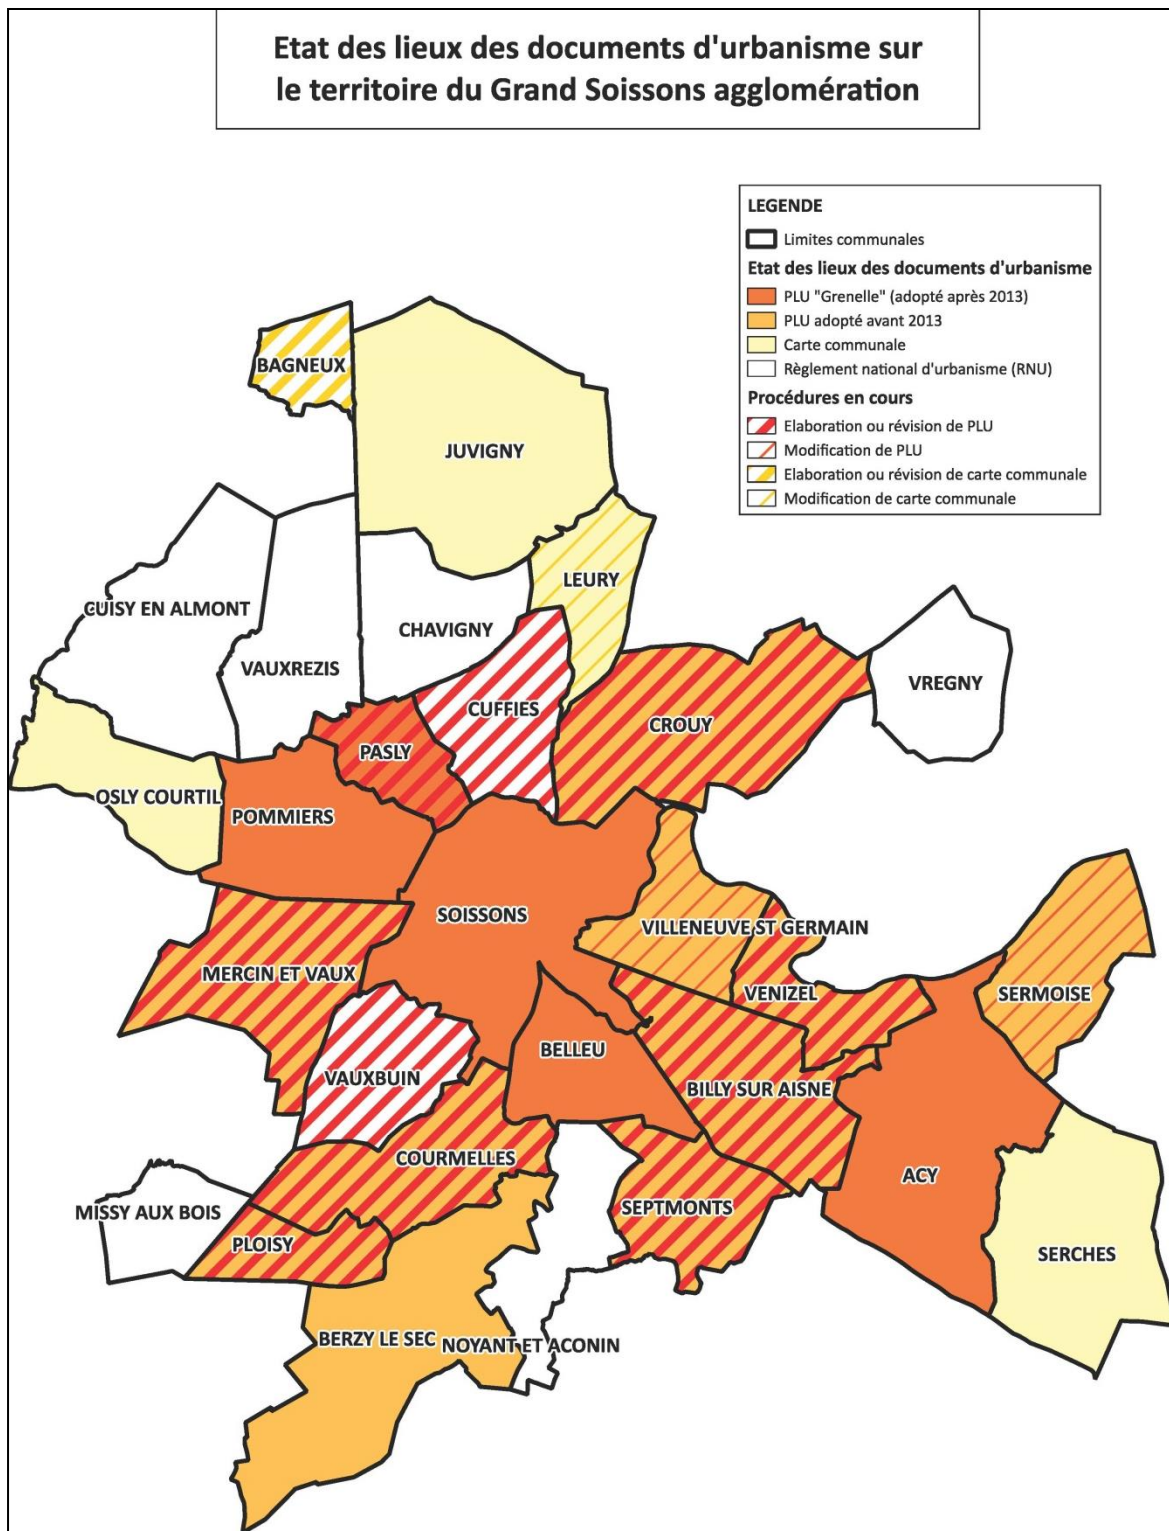 Etat des lieux des documents d'urbanisme sur
le territoire du Grand Soissons agglomération
LEGENDE
Limites communales
Etat des lieux des documents d'urbanisme
PLU "Grenelle" (adopté après 2013)
PLU adopté avant 2013
Carte communale
Règlement national d'urbanisme (RNU)
Procédures en cours
Elaboration ou révision de PLU
Modification de PLU
Elaboration ou révision de carte communale
Modification de carte communale
BAGNEUX
JUVIGNY
LEURY
CUISY EN ALMONT
CHAVIGNY
VAUXREZIS
VREGNY
CUFFIES
CROUY
PASLY
OSLY COURTIL
POMMIERS
SOISSONS
VILLENEUVE ST GERMAIN
MERCIN ET VAUX
VENIZEL
SERMOISE
BELLEU
VAUXBUIN
BILLY SUR AISNE
COURMELLES
ACY
SEPTMONTS
MISSY AUX BOIS
PLOISY
SERCHES
BERZY LE SEC
NOYANT ET ACONIN